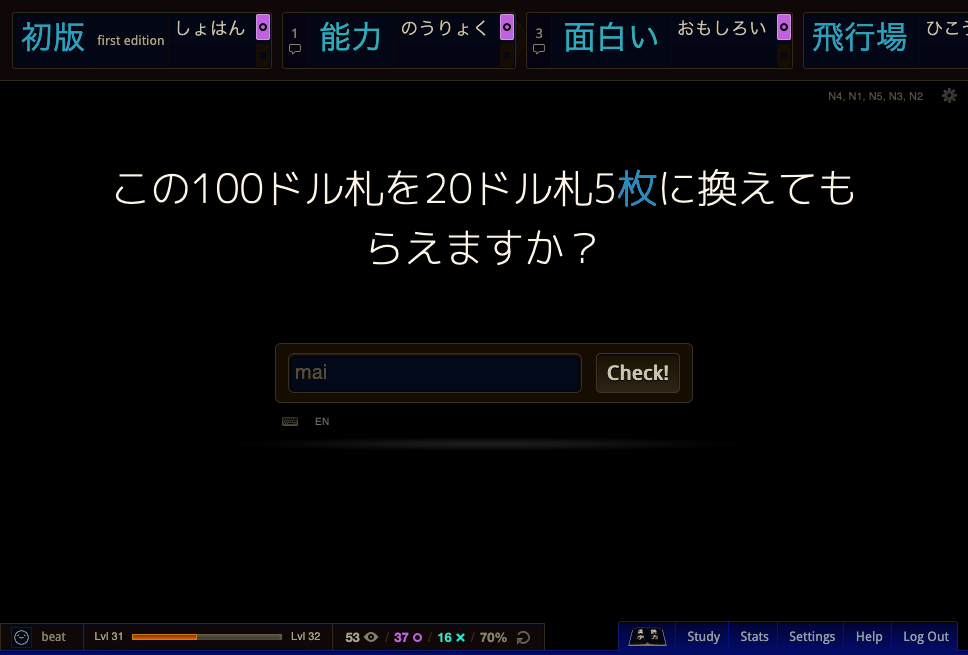 初版 first edition しょはん
1 能力 のうりょく
3 面白い おもしろい
飛行場
N4, N1, N5, N3, N2
この100ドル札を20ドル札5枚に換えても
らえますか？
mai Check!
EN
beat Lvl 31 Lvl 32 53 / 37 / 16 / 70% Study Stats Settings Help Log Out